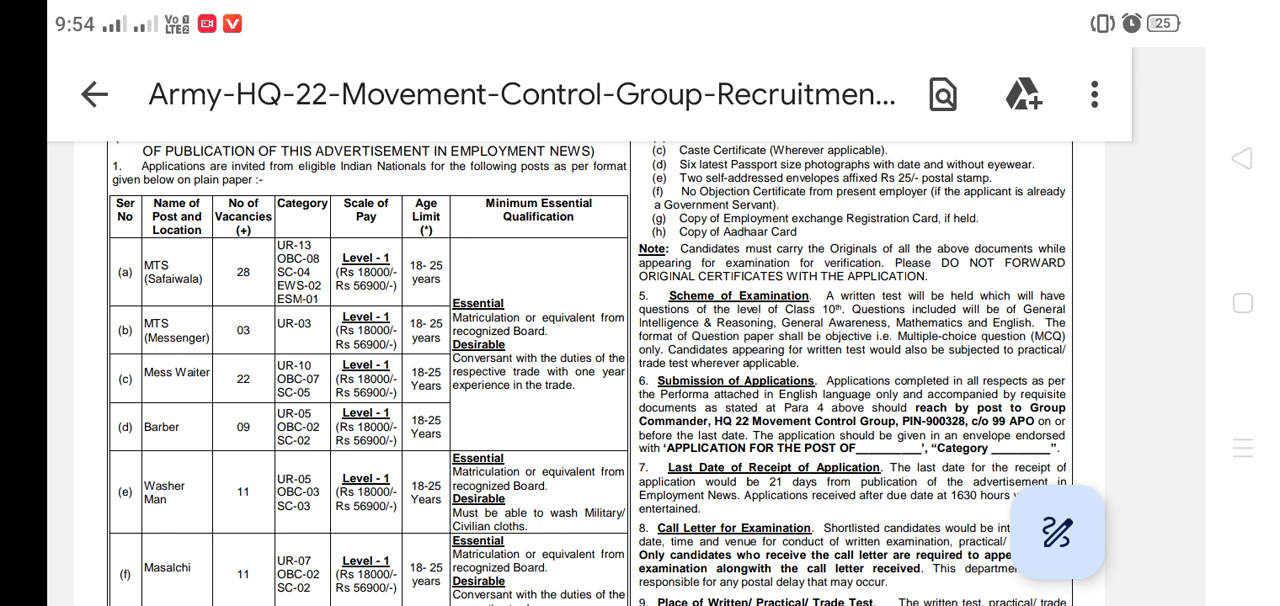 9:54
Vo
LTE
25
Army-HQ-22-Movement-Control-Group-Recruitmen...
OF PUBLICATION OF THIS ADVERTISEMENT IN EMPLOYMENT NEWS)
1. Applications are invited from eligible Indian Nationals for the following posts as per format
given below on plain paper :-
Ser No | Name of Post and Location | No of Vacancies (+) | Category | Scale of Pay | Age Limit (*) | Minimum Essential Qualification
(a) MTS (Safaiwala) 28 UR-13 OBC-08 SC-04 EWS-02 ESM-01 Level - 1 (Rs 18000/- Rs 56900/-) 18- 25 years
(b) MTS (Messenger) 03 UR-03 Level - 1 (Rs 18000/- Rs 56900/-) 18- 25 years
(c) Mess Waiter 22 UR-10 OBC-07 SC-05 Level - 1 (Rs 18000/- Rs 56900/-) 18-25 Years
(d) Barber 09 UR-05 OBC-02 SC-02 Level - 1 (Rs 18000/- Rs 56900/-) 18-25 Years
Essential
Matriculation or equivalent from
recognized Board.
Desirable
Conversant with the duties of the
respective trade with one year
experience in the trade.
(e) Washer Man 11 UR-05 OBC-03 SC-03 Level - 1 (Rs 18000/- Rs 56900/-) 18-25 Years
Essential
Matriculation or equivalent from
recognized Board.
Desirable
Must be able to wash Military/
Civilian cloths.
(f) Masalchi 11 UR-07 OBC-02 SC-02 Level - 1 (Rs 18000/- Rs 56900/-) 18- 25 years
Essential
Matriculation or equivalent from
recognized Board.
Desirable
Conversant with the duties of the
(c) Caste Certificate (Wherever applicable).
(d) Six latest Passport size photographs with date and without eyewear.
(e) Two self-addressed envelopes affixed Rs 25/- postal stamp.
(f) No Objection Certificate from present employer (if the applicant is already
a Government Servant).
(g) Copy of Employment exchange Registration Card, if held.
(h) Copy of Aadhaar Card
Note: Candidates must carry the Originals of all the above documents while
appearing for examination for verification. Please DO NOT FORWARD
ORIGINAL CERTIFICATES WITH THE APPLICATION.
5. Scheme of Examination. A written test will be held which will have
questions of the level of Class 10th. Questions included will be of General
Intelligence & Reasoning, General Awareness, Mathematics and English. The
format of Question paper shall be objective i.e. Multiple-choice question (MCQ)
only. Candidates appearing for written test would also be subjected to practical/
trade test wherever applicable.
6. Submission of Applications. Applications completed in all respects as per
the Performa attached in English language only and accompanied by requisite
documents as stated at Para 4 above should reach by post to Group
Commander, HQ 22 Movement Control Group, PIN-900328, c/o 99 APO on or
before the last date. The application should be given in an envelope endorsed
with ‘APPLICATION FOR THE POST OF__________’, “Category _________”.
7. Last Date of Receipt of Application. The last date for the receipt of
application would be 21 days from publication of the advertisement in
Employment News. Applications received after due date at 1630 hours
entertained.
8. Call Letter for Examination. Shortlisted candidates would be
date, time and venue for conduct of written examination, practical/
Only candidates who receive the call letter are required to
examination alongwith the call letter received. This
responsible for any postal delay that may occur.
9. Place of Written/ Practical/ Trade Test. The written test, practical/ trade